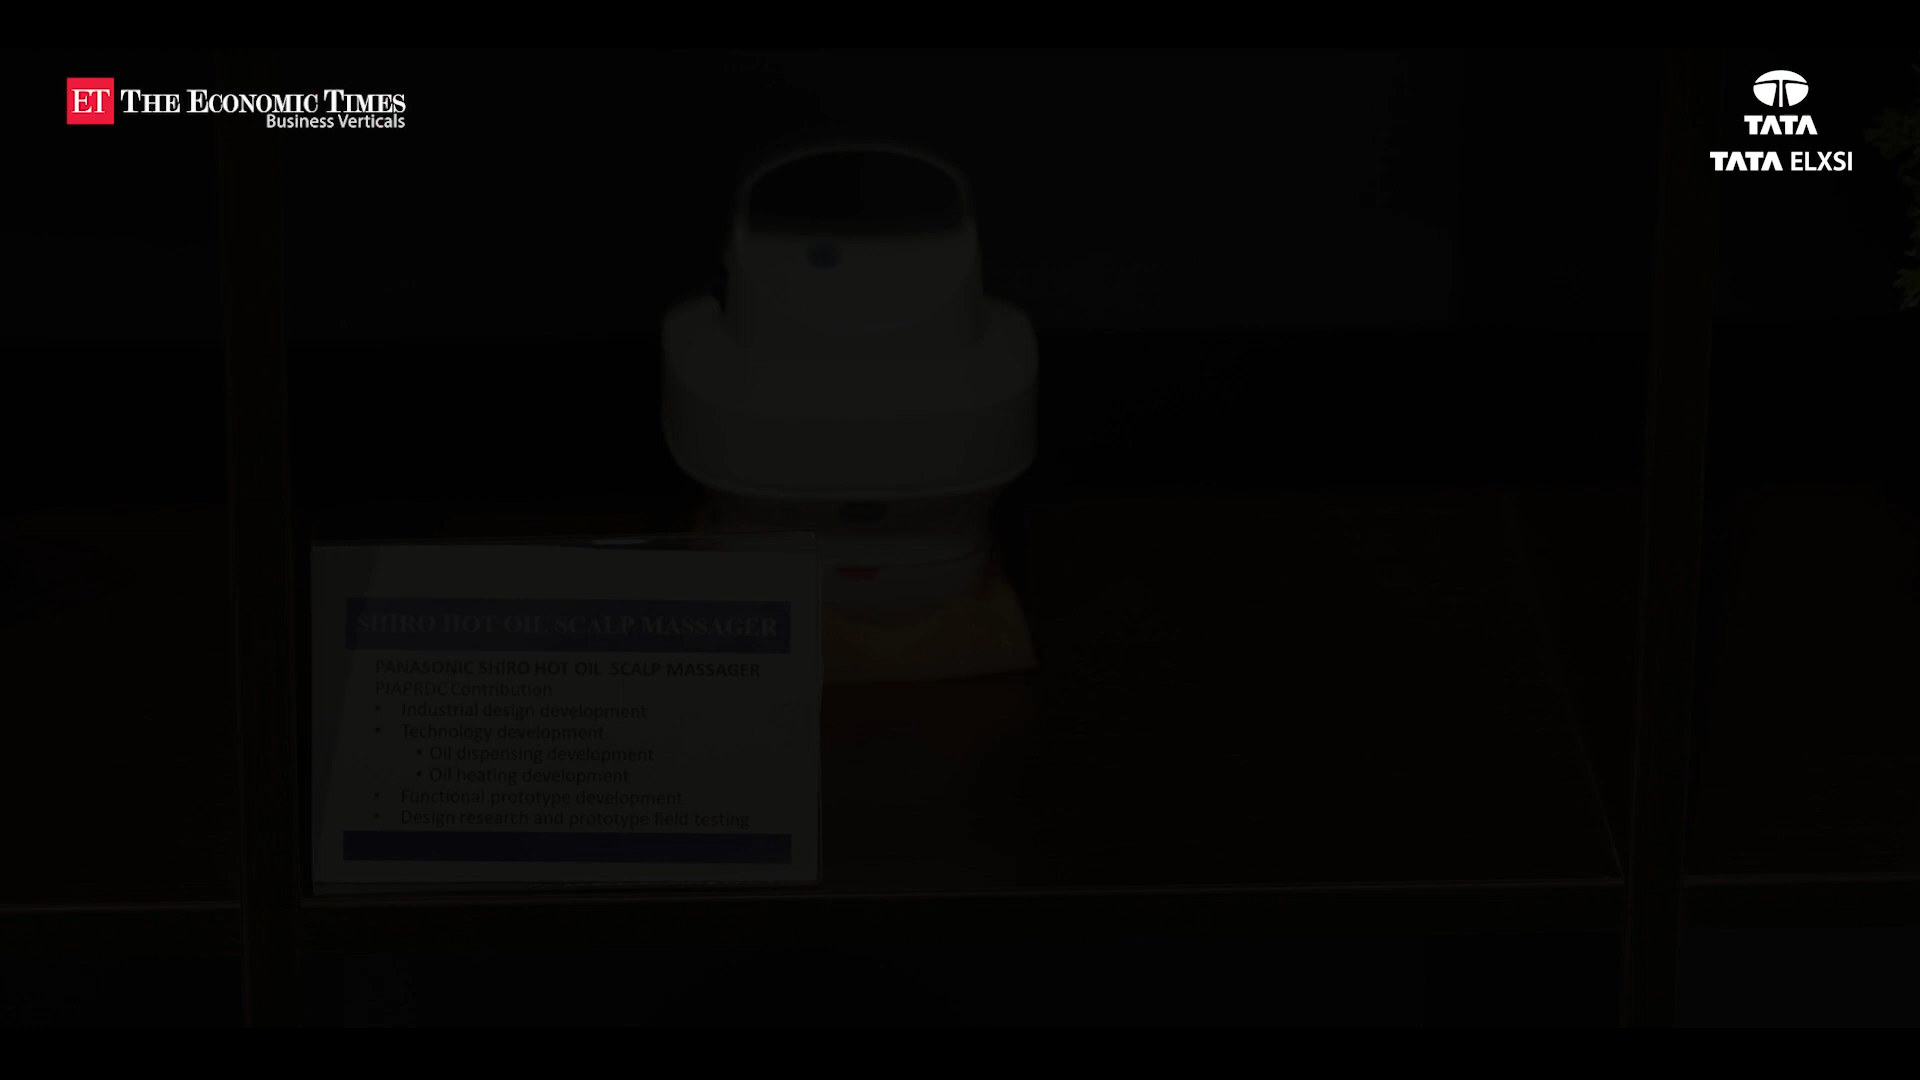 ET THE ECONOMIC TIMES
Business Verticals
TATA
TATA ELXSI
SHIRO HOT OIL SCALP MASSAGER
PANASONIC SHIRO HOT OIL SCALP MASSAGER
PIAPRDC Contribution
• Industrial design development
• Technology development
• Oil dispensing development
• Oil heating development
• Functional prototype development
• Design research and prototype field testing